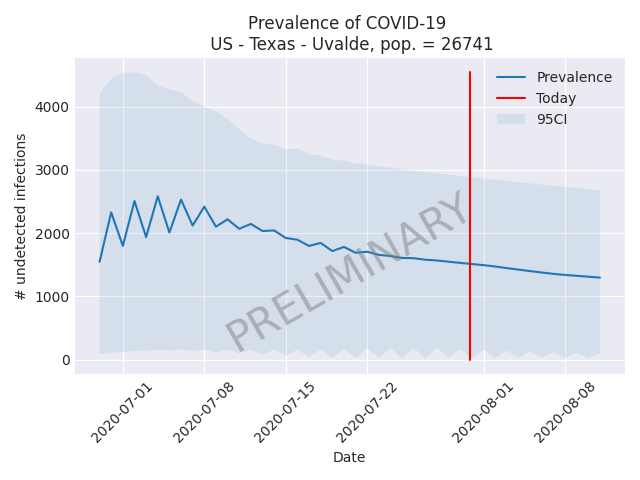 Prevalence of COVID-19
US - Texas - Uvalde, pop. = 26741
Prevalence
Today
95CI
# undetected infections
4000
3000
2000
1000
0
PRELIMINARY
2020-07-01
2020-07-08
2020-07-15
2020-07-22
2020-08-01
2020-08-08
Date